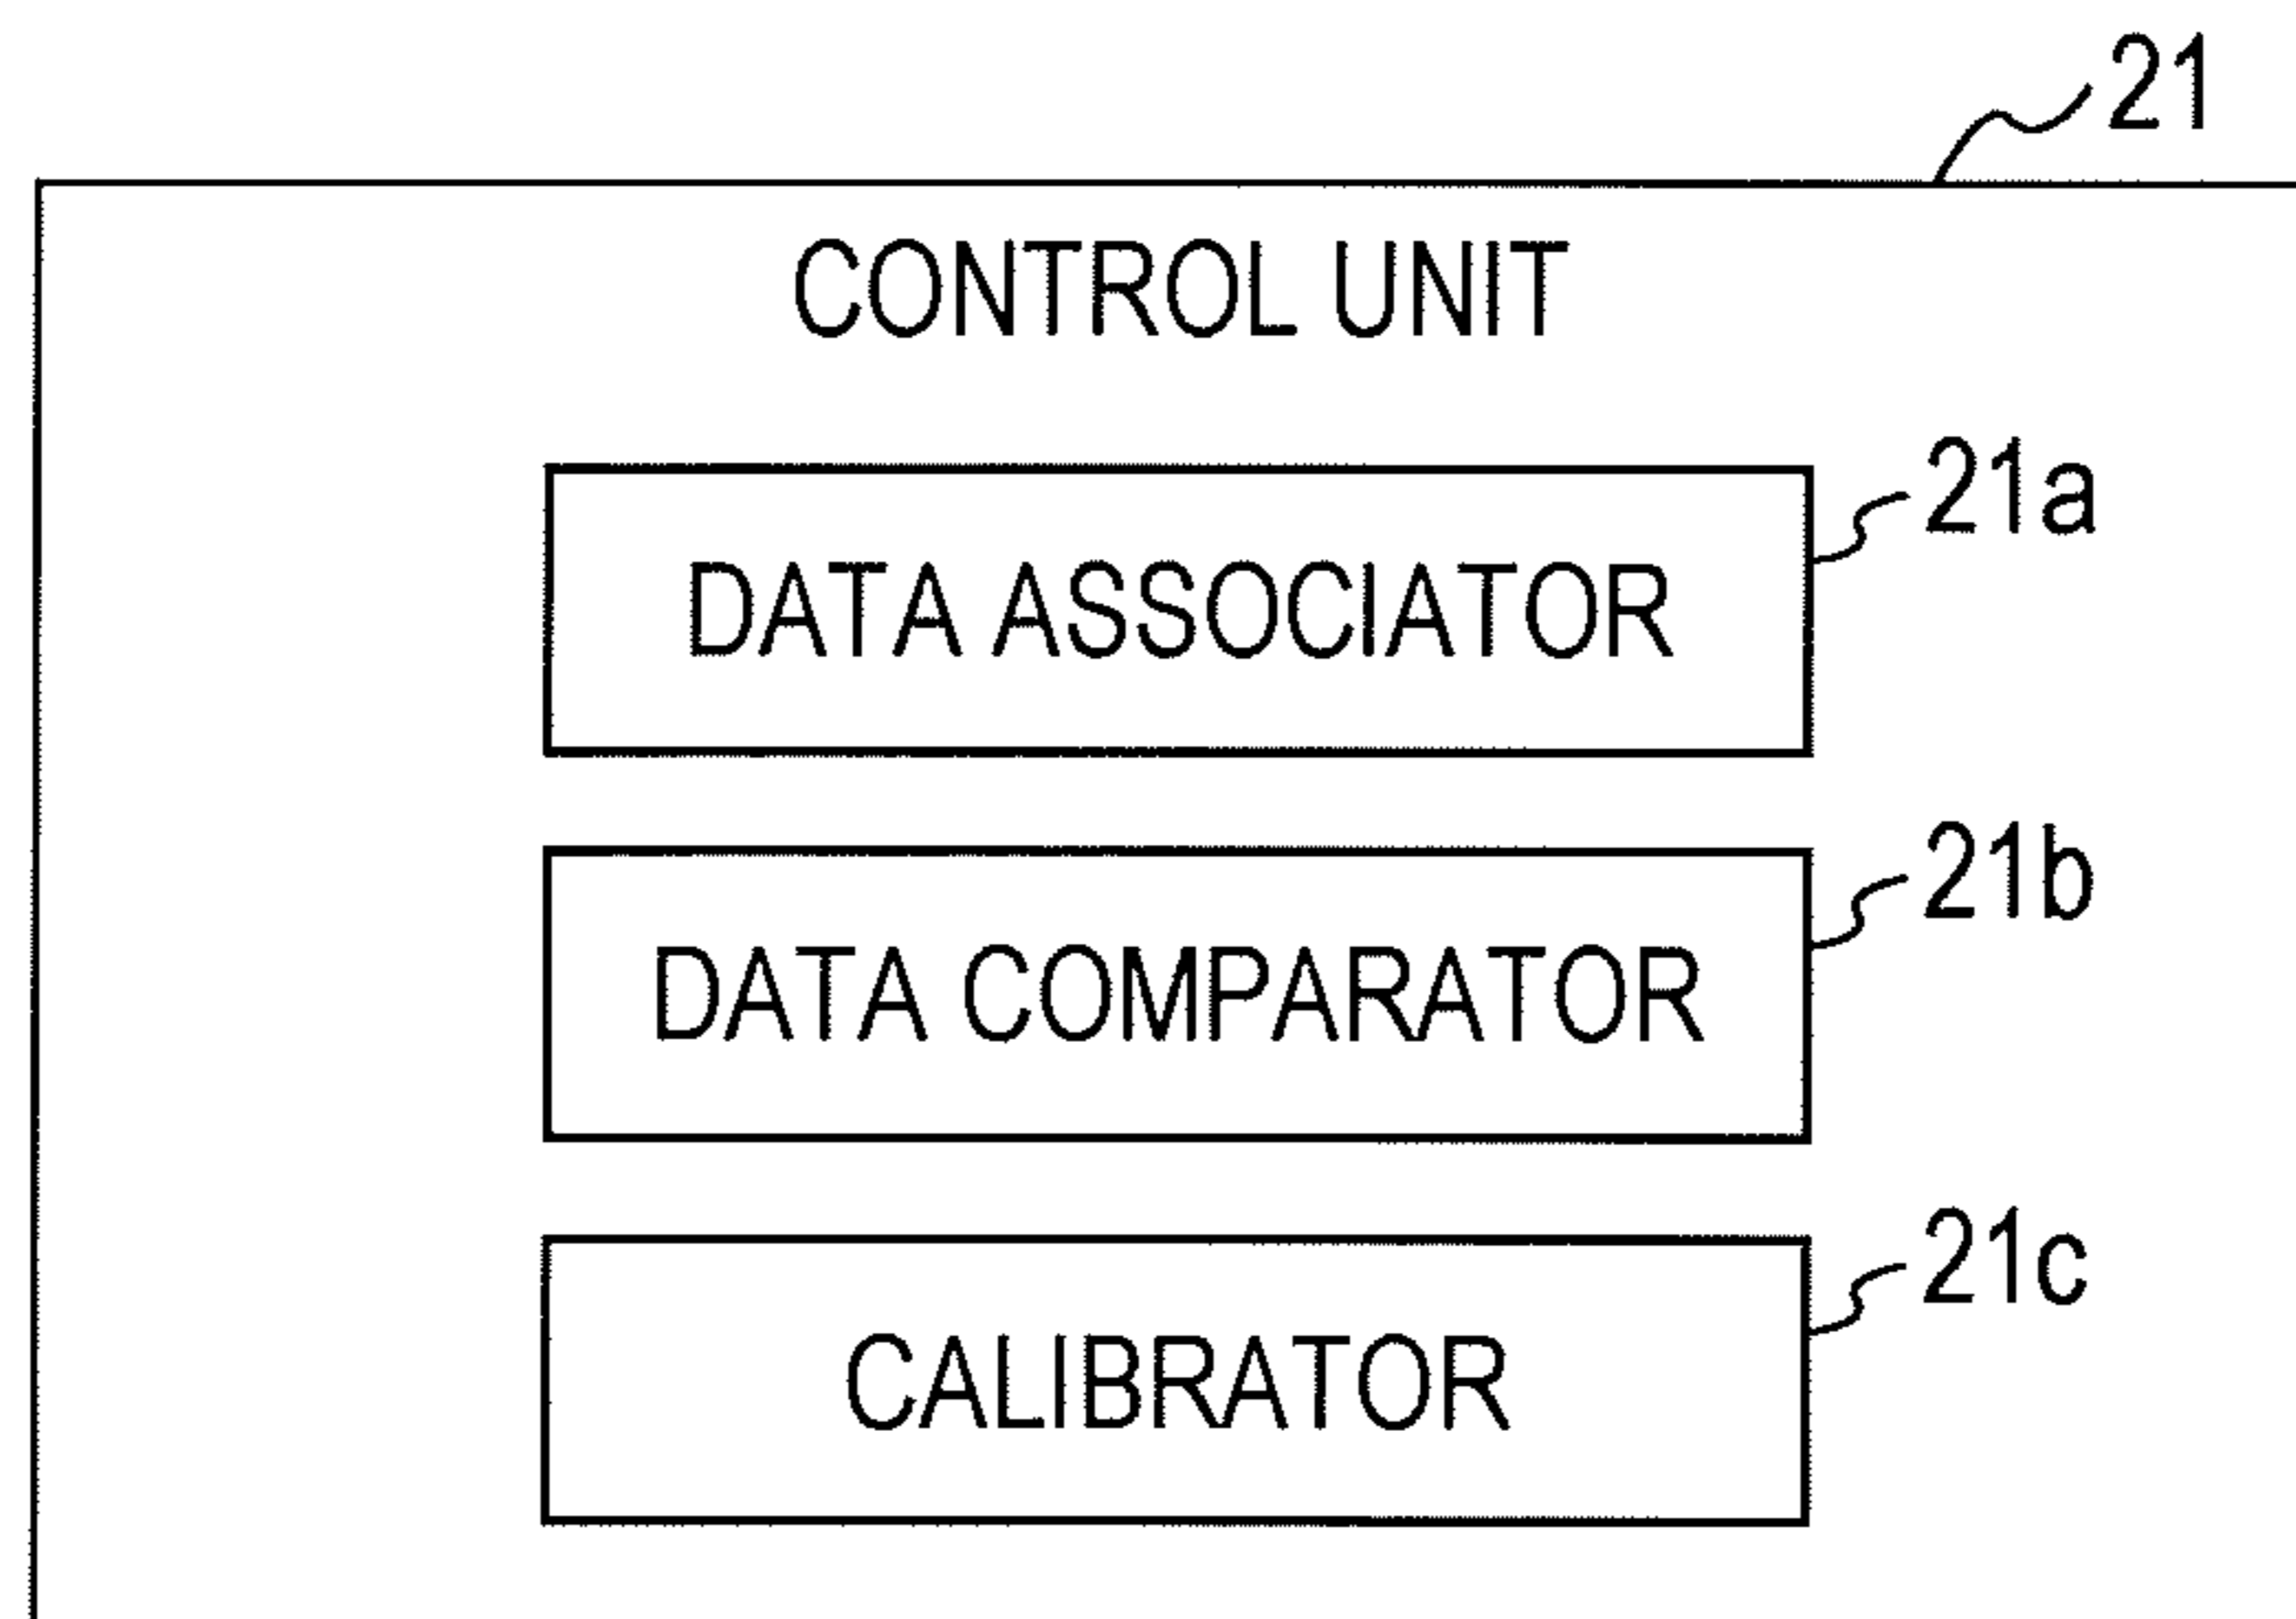 21
CONTROL UNIT
21a
DATA ASSOCIATOR
21b
DATA COMPARATOR
21c
CALIBRATOR